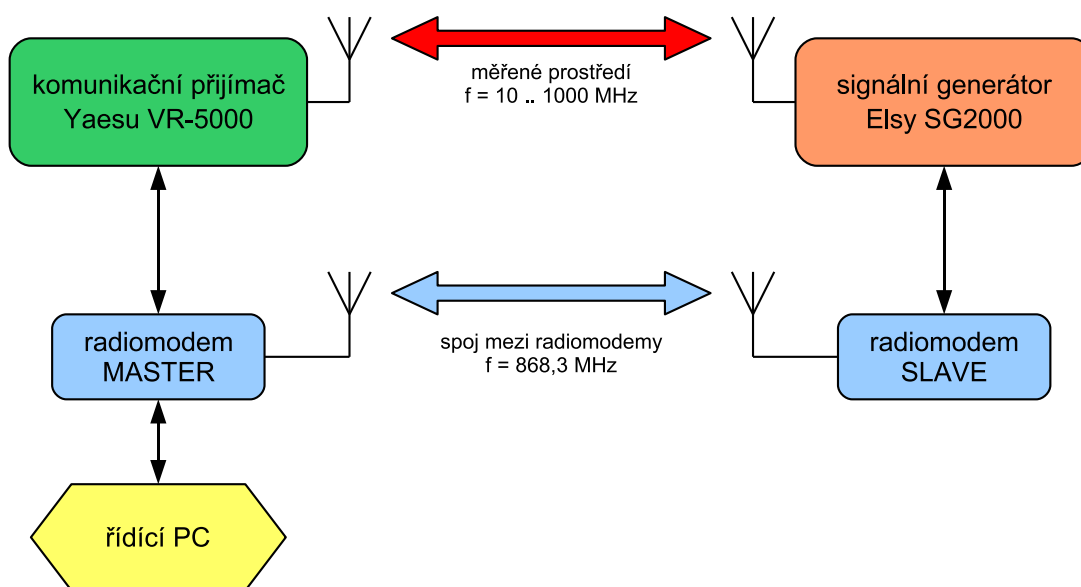 komunikační přijímač
Yaesu VR-5000
měřené prostředí
f = 10 .. 1000 MHz
signální generátor
Elsy SG2000
radiomodem
MASTER
spoj mezi radiomodemy
f = 868,3 MHz
radiomodem
SLAVE
řídící PC